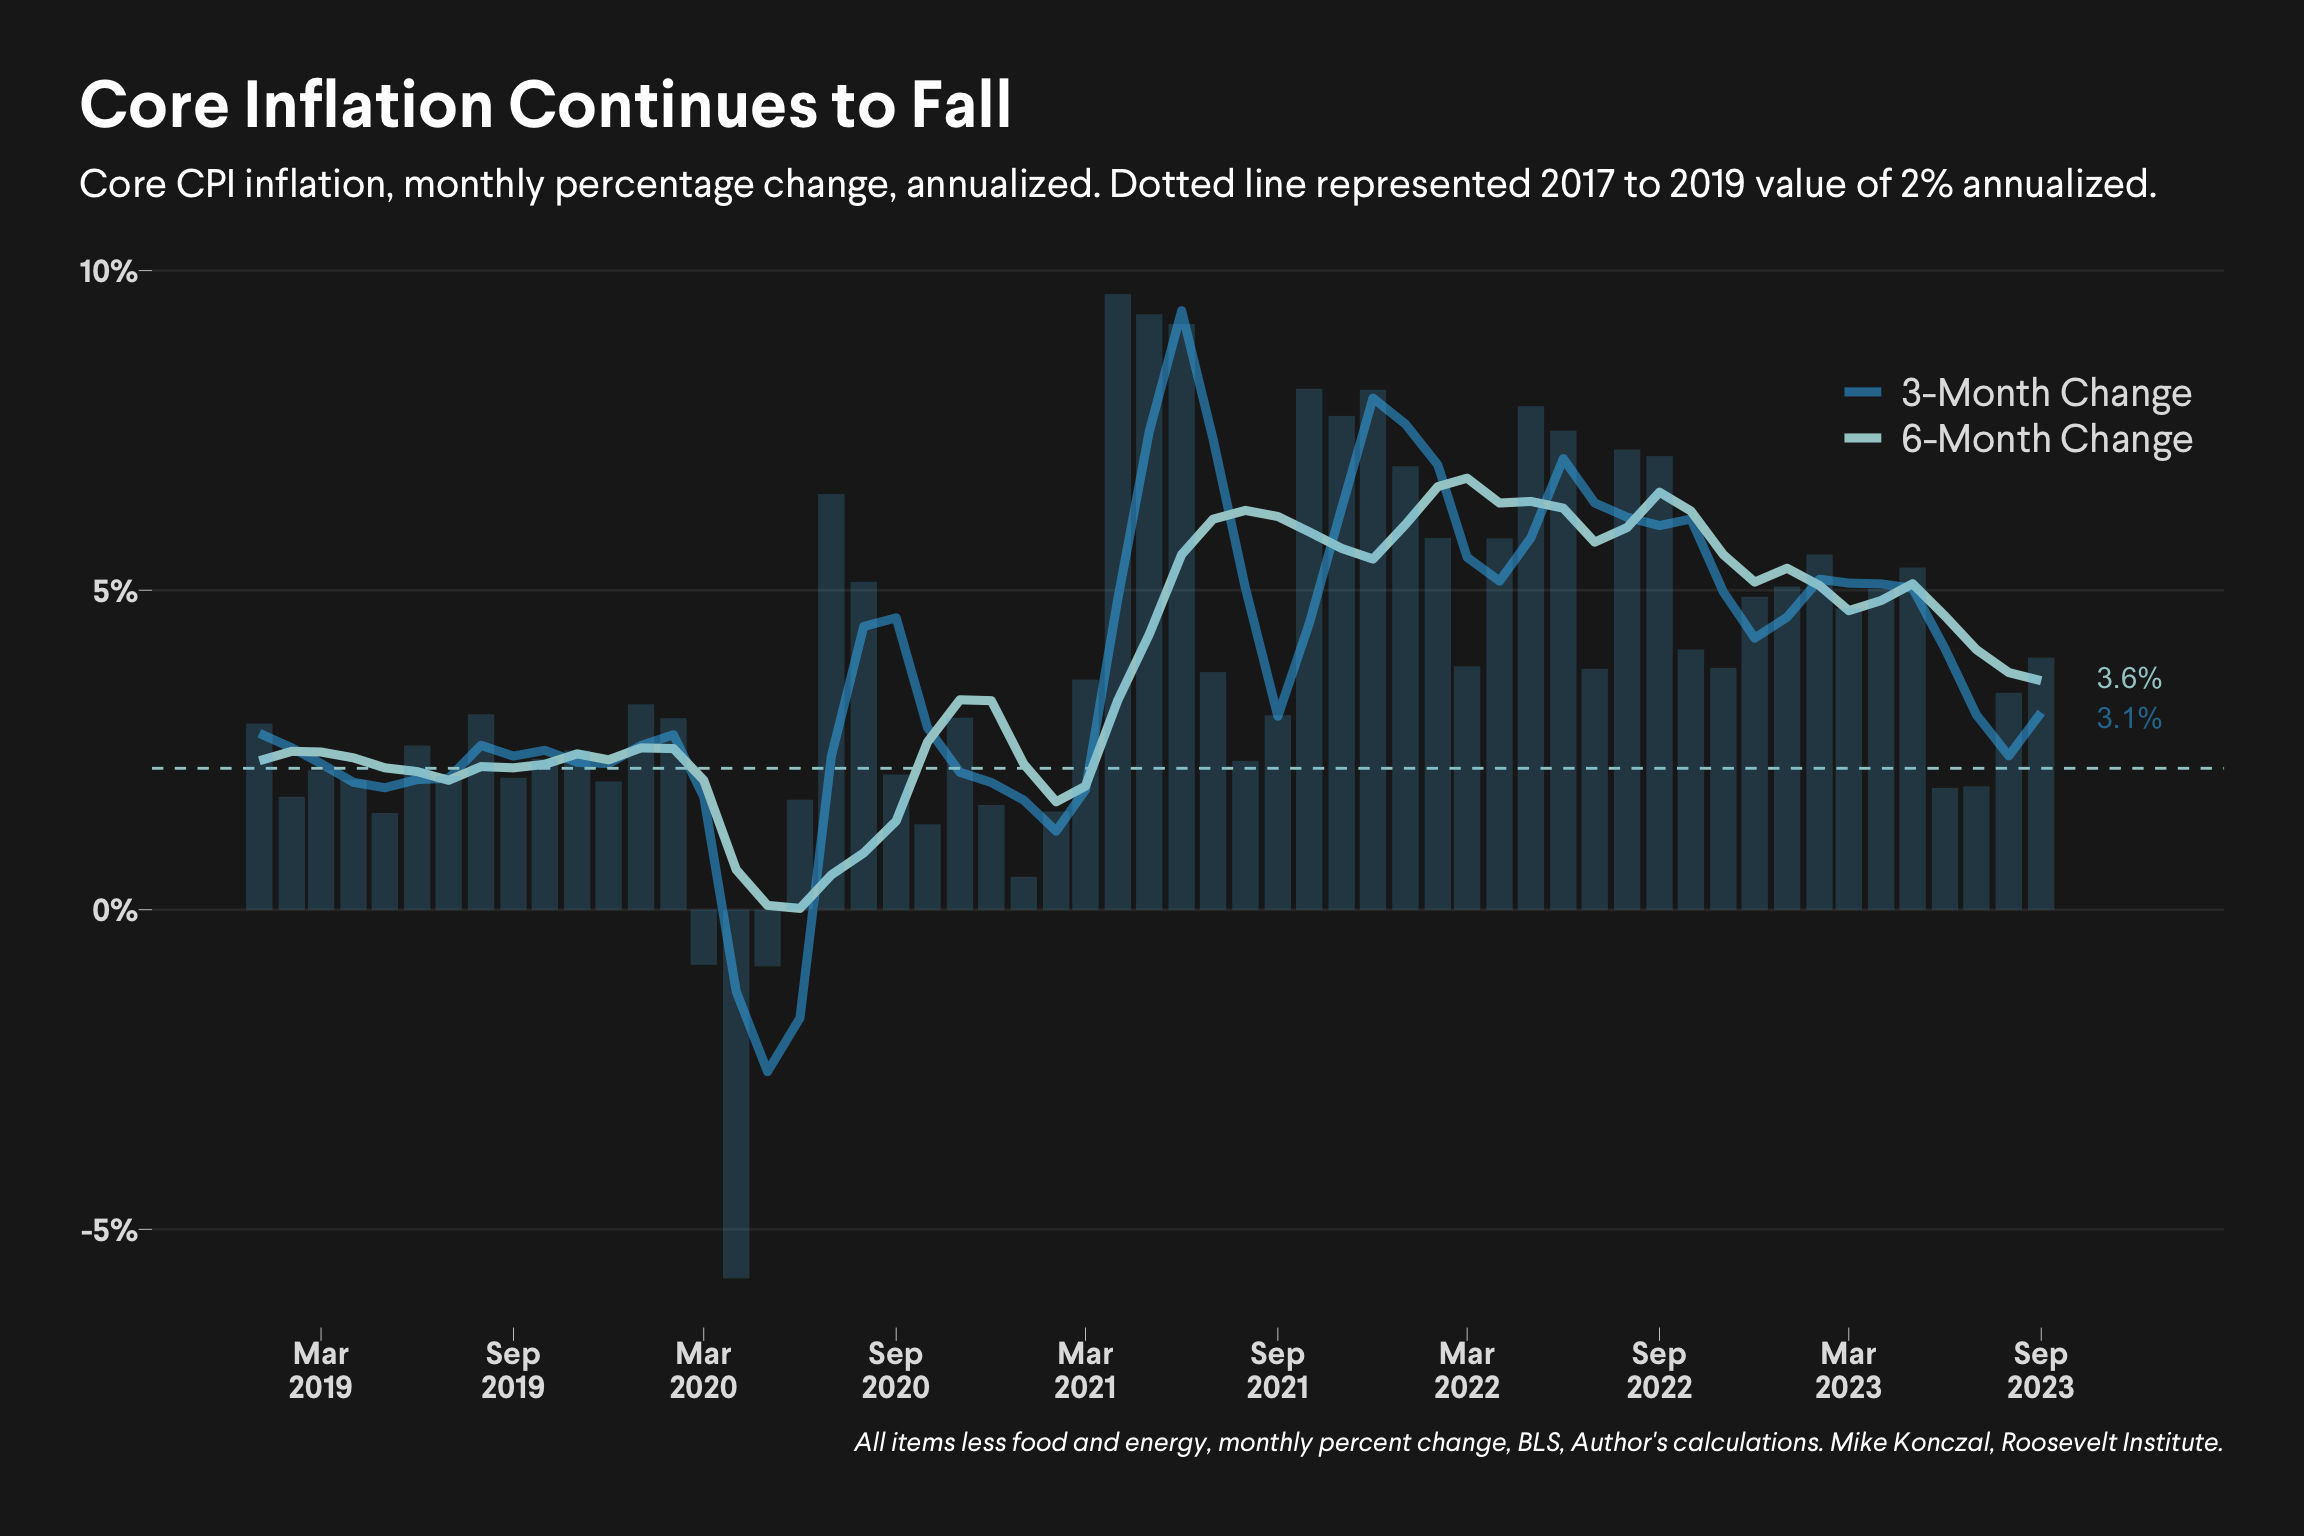 Core Inflation Continues to Fall
Core CPI inflation, monthly percentage change, annualized. Dotted line represented 2017 to 2019 value of 2% annualized.
10%
5%
0%
-5%
3-Month Change
6-Month Change
3.6%
3.1%
Mar Sep Mar Sep Mar Sep Mar Sep Mar Sep
2019 2019 2020 2020 2021 2021 2022 2022 2023 2023
All items less food and energy, monthly percent change, BLS, Author's calculations. Mike Konczal, Roosevelt Institute.